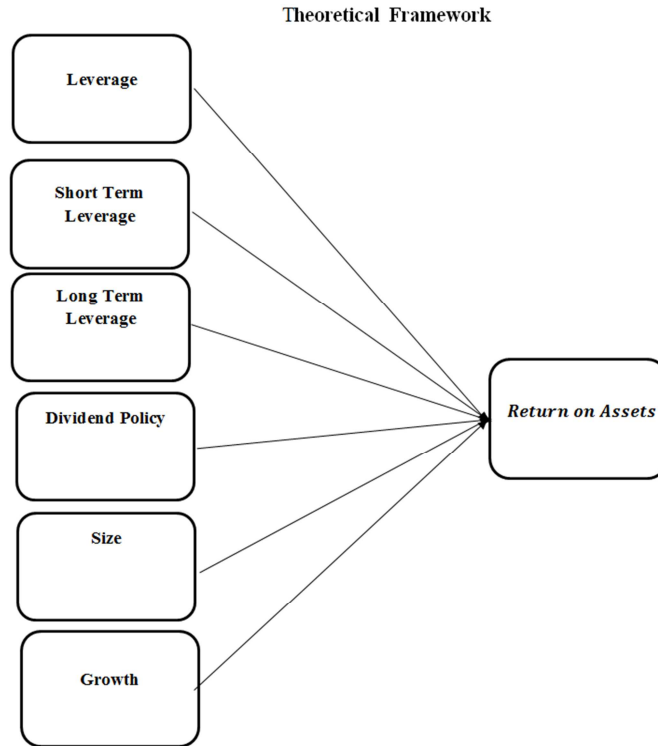 Theoretical Framework
Leverage
Short Term
Leverage
Long Term
Leverage
Dividend Policy
Return on Assets
Size
Growth